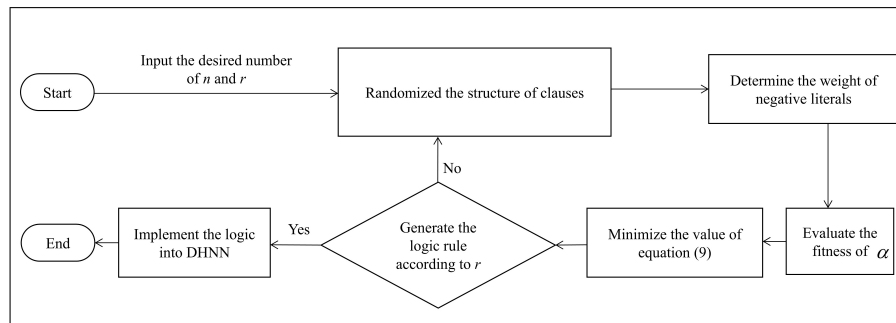 Start
Input the desired number
of n and r
Randomized the structure of clauses
Determine the weight of
negative literals
Evaluate the
fitness of α
Minimize the value of
equation (9)
Generate the
logic rule
according to r
No
Yes
Implement the logic
into DHNN
End